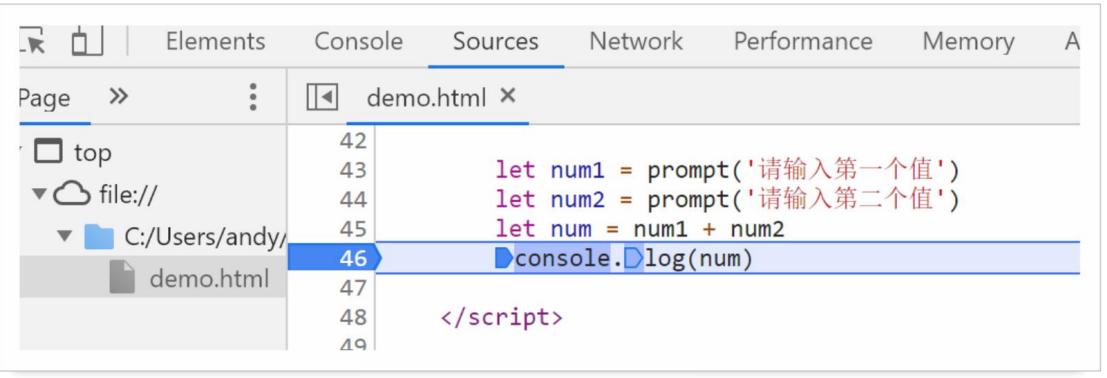 Elements Console Sources Network Performance Memory A
Page » demo.html ×
top
file://
C:/Users/andy/
demo.html
42
43 let num1 = prompt('请输入第一个值')
44 let num2 = prompt('请输入第二个值')
45 let num = num1 + num2
46 console.log(num)
47
48 </script>
49